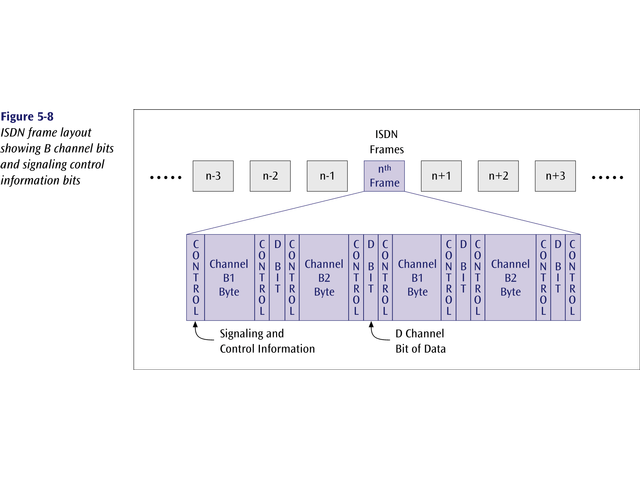 Figure 5-8
ISDN frame layout
showing B channel bits
and signaling control
information bits
ISDN
Frames
..... n-3 n-2 n-1 nth Frame n+1 n+2 n+3 .....
CONTROL
Channel
B1
Byte
CONTROL
D BIT
CONTROL
Channel
B2
Byte
CONTROL
D BIT
CONTROL
Channel
B1
Byte
CONTROL
D BIT
CONTROL
Channel
B2
Byte
CONTROL
D BIT
CONTROL
Signaling and
Control Information
D Channel
Bit of Data